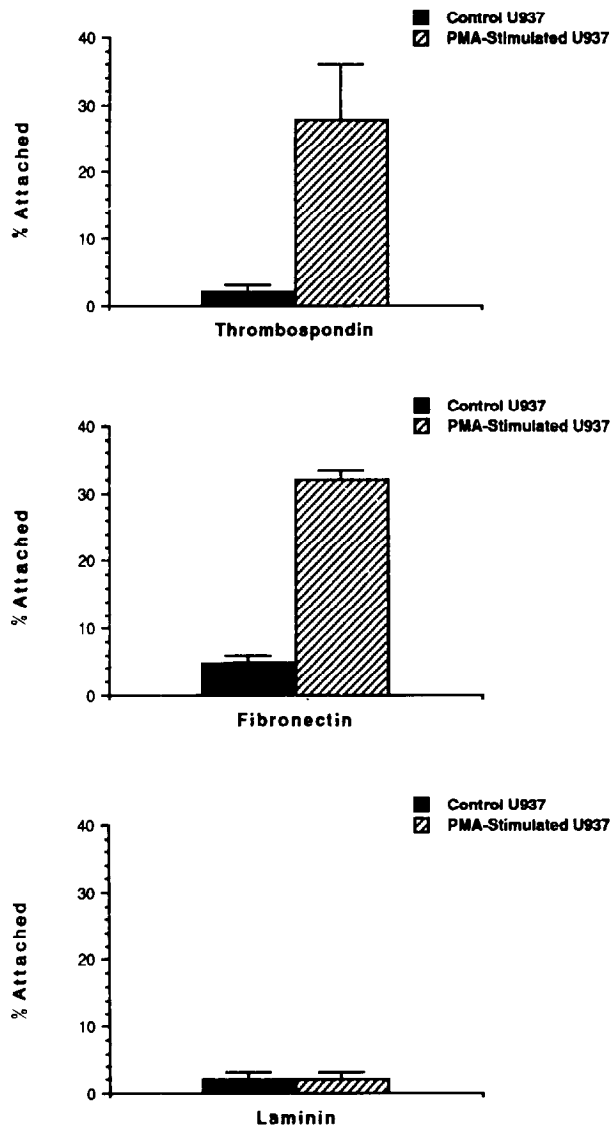 Control U937
PMA-Stimulated U937
% Attached
40
30
20
10
0
Thrombospondin
Control U937
PMA-Stimulated U937
% Attached
40
30
20
10
0
Fibronectin
Control U937
PMA-Stimulated U937
% Attached
40
30
20
10
0
Laminin